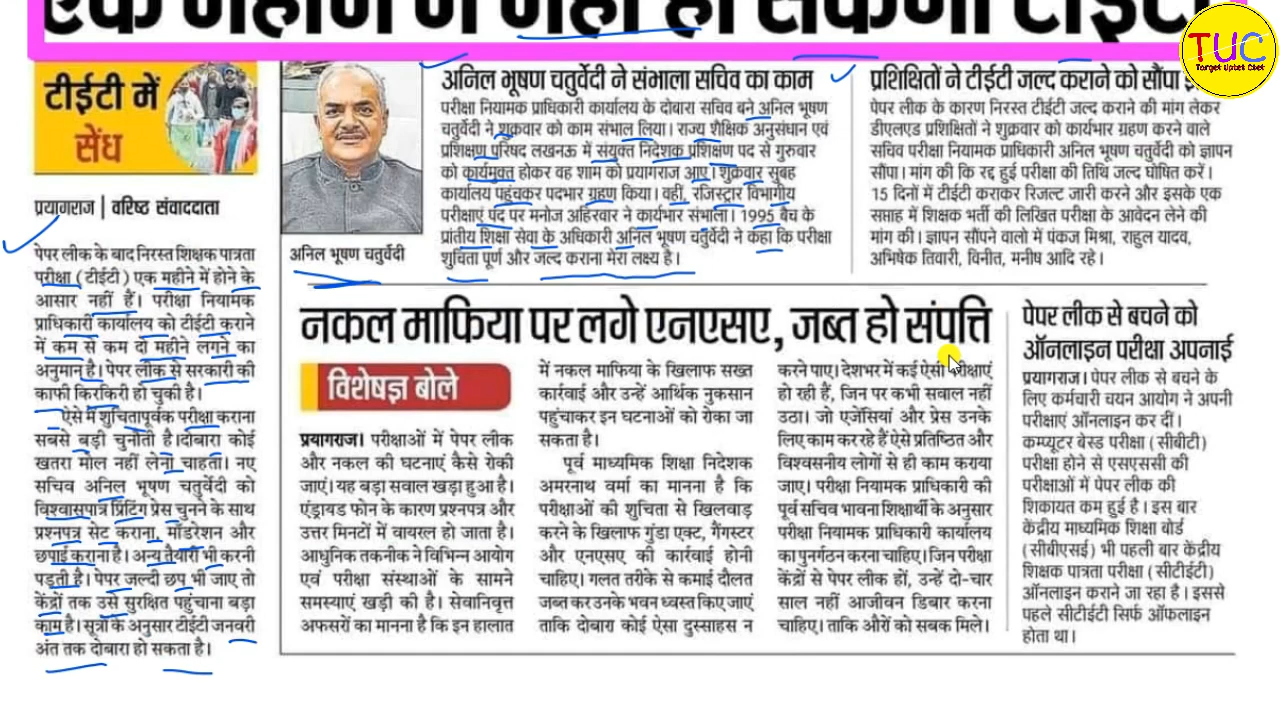 एक महीने में नहीं हो सकेगी टीईटी
TUC
Target Uptet Ctet
टीईटी में
सेंध
प्रयागराज | वरिष्ठ संवाददाता
पेपर लीक के बाद निरस्त शिक्षक पात्रता
परीक्षा (टीईटी) एक महीने में होने के
आसार नहीं हैं। परीक्षा नियामक
प्राधिकारी कार्यालय को टीईटी कराने
में कम से कम दो महीने लगने का
अनुमान है। पेपर लीक से सरकारी की
काफी किरकिरी हो चुकी है।
ऐसे में शुचितापूर्वक परीक्षा कराना
सबसे बड़ी चुनौती है।दोबारा कोई
खतरा मोल नहीं लेना चाहता। नए
सचिव अनिल भूषण चतुर्वेदी को
विश्वासपात्र प्रिंटिंग प्रेस चुनने के साथ
प्रश्नपत्र सेट कराना, मॉडरेशन और
छपाई कराना है। अन्य तैयारी भी करनी
पड़ती है। पेपर जल्दी छप भी जाए तो
केंद्रों तक उसे सुरक्षित पहुंचाना बड़ा
काम है। सूत्रों के अनुसार टीईटी जनवरी
अंत तक दोबारा हो सकता है।
अनिल भूषण चतुर्वेदी
अनिल भूषण चतुर्वेदी ने संभाला सचिव का काम
परीक्षा नियामक प्राधिकारी कार्यालय के दोबारा सचिव बने अनिल भूषण
चतुर्वेदी ने शुक्रवार को काम संभाल लिया। राज्य शैक्षिक अनुसंधान एवं
प्रशिक्षण परिषद लखनऊ में संयुक्त निदेशक प्रशिक्षण पद से गुरुवार
को कार्यमुक्त होकर वह शाम को प्रयागराज आए। शुक्रवार सुबह
कार्यालय पहुंचकर पदभार ग्रहण किया। वहीं, रजिस्ट्रार विभागीय
परीक्षाएं पद पर मनोज अहिरवार ने कार्यभार संभाला। 1995 बैच के
प्रांतीय शिक्षा सेवा के अधिकारी अनिल भूषण चतुर्वेदी ने कहा कि परीक्षा
शुचिता पूर्ण और जल्द कराना मेरा लक्ष्य है।
प्रशिक्षितों ने टीईटी जल्द कराने को सौंपा
पेपर लीक के कारण निरस्त टीईटी जल्द कराने की मांग लेकर
डीएलएड प्रशिक्षितों ने शुक्रवार को कार्यभार ग्रहण करने वाले
सचिव परीक्षा नियामक प्राधिकारी अनिल भूषण चतुर्वेदी को ज्ञापन
सौंपा। मांग की कि रद्द हुई परीक्षा की तिथि जल्द घोषित करें।
15 दिनों में टीईटी कराकर रिजल्ट जारी करने और इसके एक
सप्ताह में शिक्षक भर्ती की लिखित परीक्षा के आवेदन लेने की
मांग की। ज्ञापन सौंपने वालो में पंकज मिश्रा, राहुल यादव,
अभिषेक तिवारी, विनीत, मनीष आदि रहे।
नकल माफिया पर लगे एनएसए, जब्त हो संपत्ति
विशेषज्ञ बोले
प्रयागराज। परीक्षाओं में पेपर लीक
और नकल की घटनाएं कैसे रोकी
जाएं। यह बड़ा सवाल खड़ा हुआ है।
एंड्रायड फोन के कारण प्रश्नपत्र और
उत्तर मिनटों में वायरल हो जाता है।
आधुनिक तकनीक ने विभिन्न आयोग
एवं परीक्षा संस्थाओं के सामने
समस्याएं खड़ी की है। सेवानिवृत्त
अफसरों का मानना है कि इन हालात
में नकल माफिया के खिलाफ सख्त
कार्रवाई और उन्हें आर्थिक नुकसान
पहुंचाकर इन घटनाओं को रोका जा
सकता है।
पूर्व माध्यमिक शिक्षा निदेशक
अमरनाथ वर्मा का मानना है कि
परीक्षाओं की शुचिता से खिलवाड़
करने के खिलाफ गुंडा एक्ट, गैंगस्टर
और एनएसए की कार्रवाई होनी
चाहिए। गलत तरीके से कमाई दौलत
जब्त कर उनके भवन ध्वस्त किए जाएं
ताकि दोबारा कोई ऐसा दुस्साहस न
करने पाए। देशभर में कई ऐसी परीक्षाएं
हो रही हैं, जिन पर कभी सवाल नहीं
उठा। जो एजेंसियां और प्रेस उनके
लिए काम कर रहे हैं ऐसे प्रतिष्ठित और
विश्वसनीय लोगों से ही काम कराया
जाए। परीक्षा नियामक प्राधिकारी की
पूर्व सचिव भावना शिक्षार्थी के अनुसार
परीक्षा नियामक प्राधिकारी कार्यालय
का पुनर्गठन करना चाहिए। जिन परीक्षा
केंद्रों से पेपर लीक हों, उन्हें दो-चार
साल नहीं आजीवन डिबार करना
चाहिए। ताकि औरों को सबक मिले।
पेपर लीक से बचने को
ऑनलाइन परीक्षा अपनाई
प्रयागराज। पेपर लीक से बचने के
लिए कर्मचारी चयन आयोग ने अपनी
परीक्षाएं ऑनलाइन कर दीं।
कम्प्यूटर बेस्ड परीक्षा (सीबीटी)
परीक्षा होने से एसएससी की
परीक्षाओं में पेपर लीक की
शिकायत कम हुई है। इस बार
केंद्रीय माध्यमिक शिक्षा बोर्ड
(सीबीएसई) भी पहली बार केंद्रीय
शिक्षक पात्रता परीक्षा (सीटीईटी)
ऑनलाइन कराने जा रहा है। इससे
पहले सीटीईटी सिर्फ ऑफलाइन
होता था।